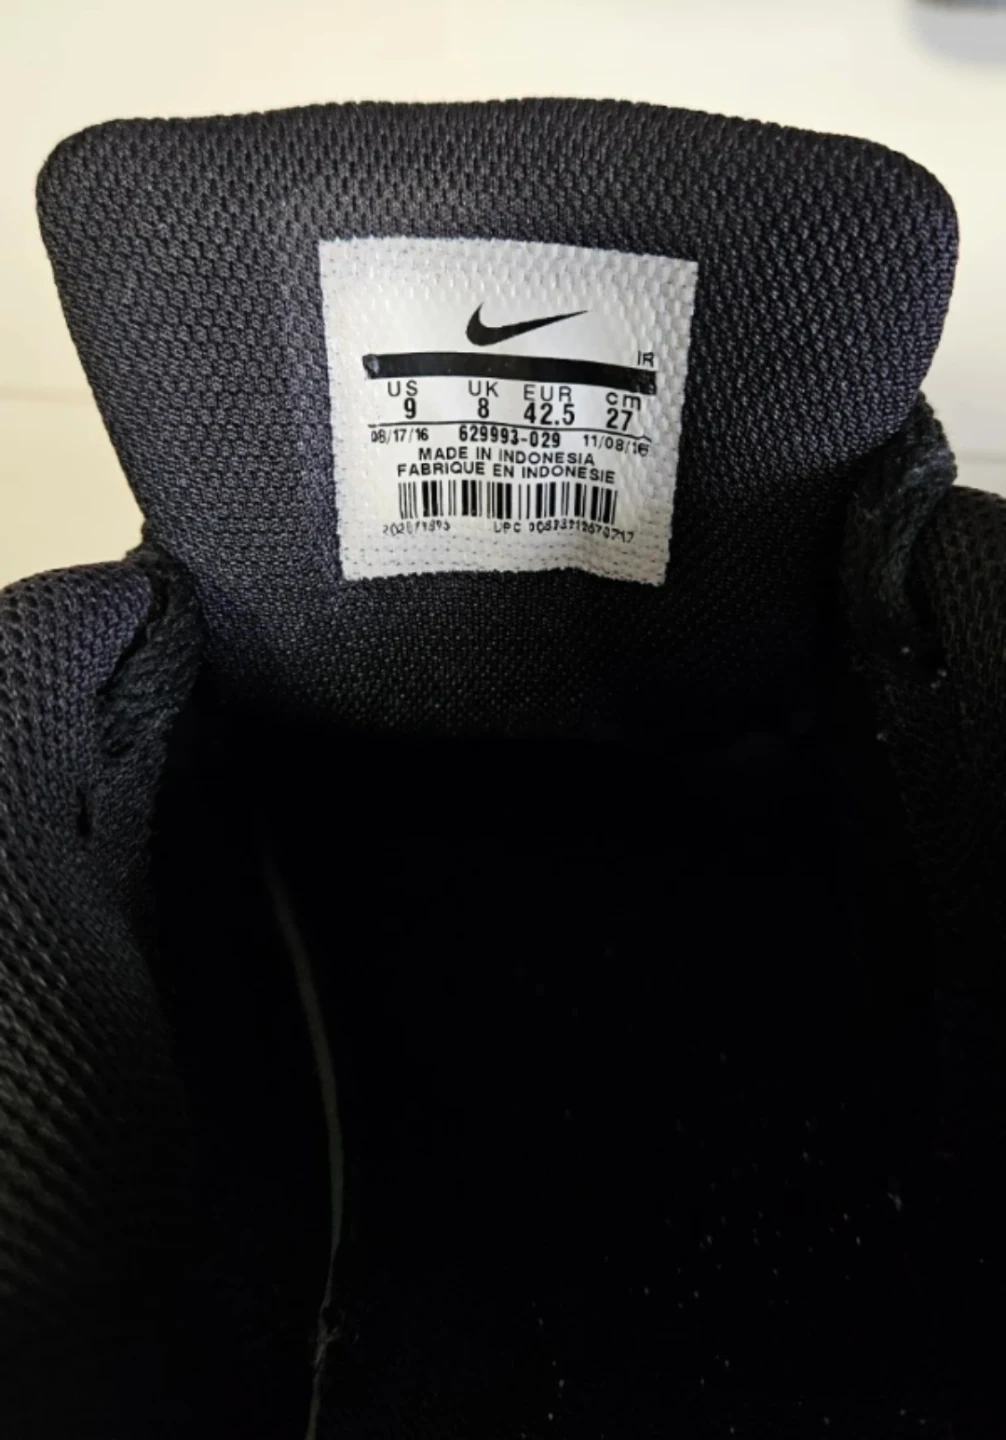 IR
US UK EUR cm
9 8 42.5 27
08/17/16 629993-029 11/08/16
MADE IN INDONESIA
FABRIQUE EN INDONESIE
UPC